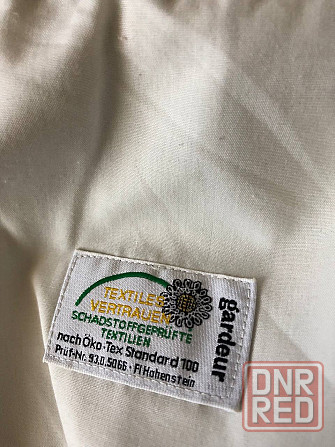 TEXTILES
VERTRAUEN
SCHADSTOFFGEPRÜFTE
TEXTILIEN
nach Öko-Tex Standard 100
Prüf-Nr. 93.0.5066 · FI Hohenstein
gardeur
DNR
RED